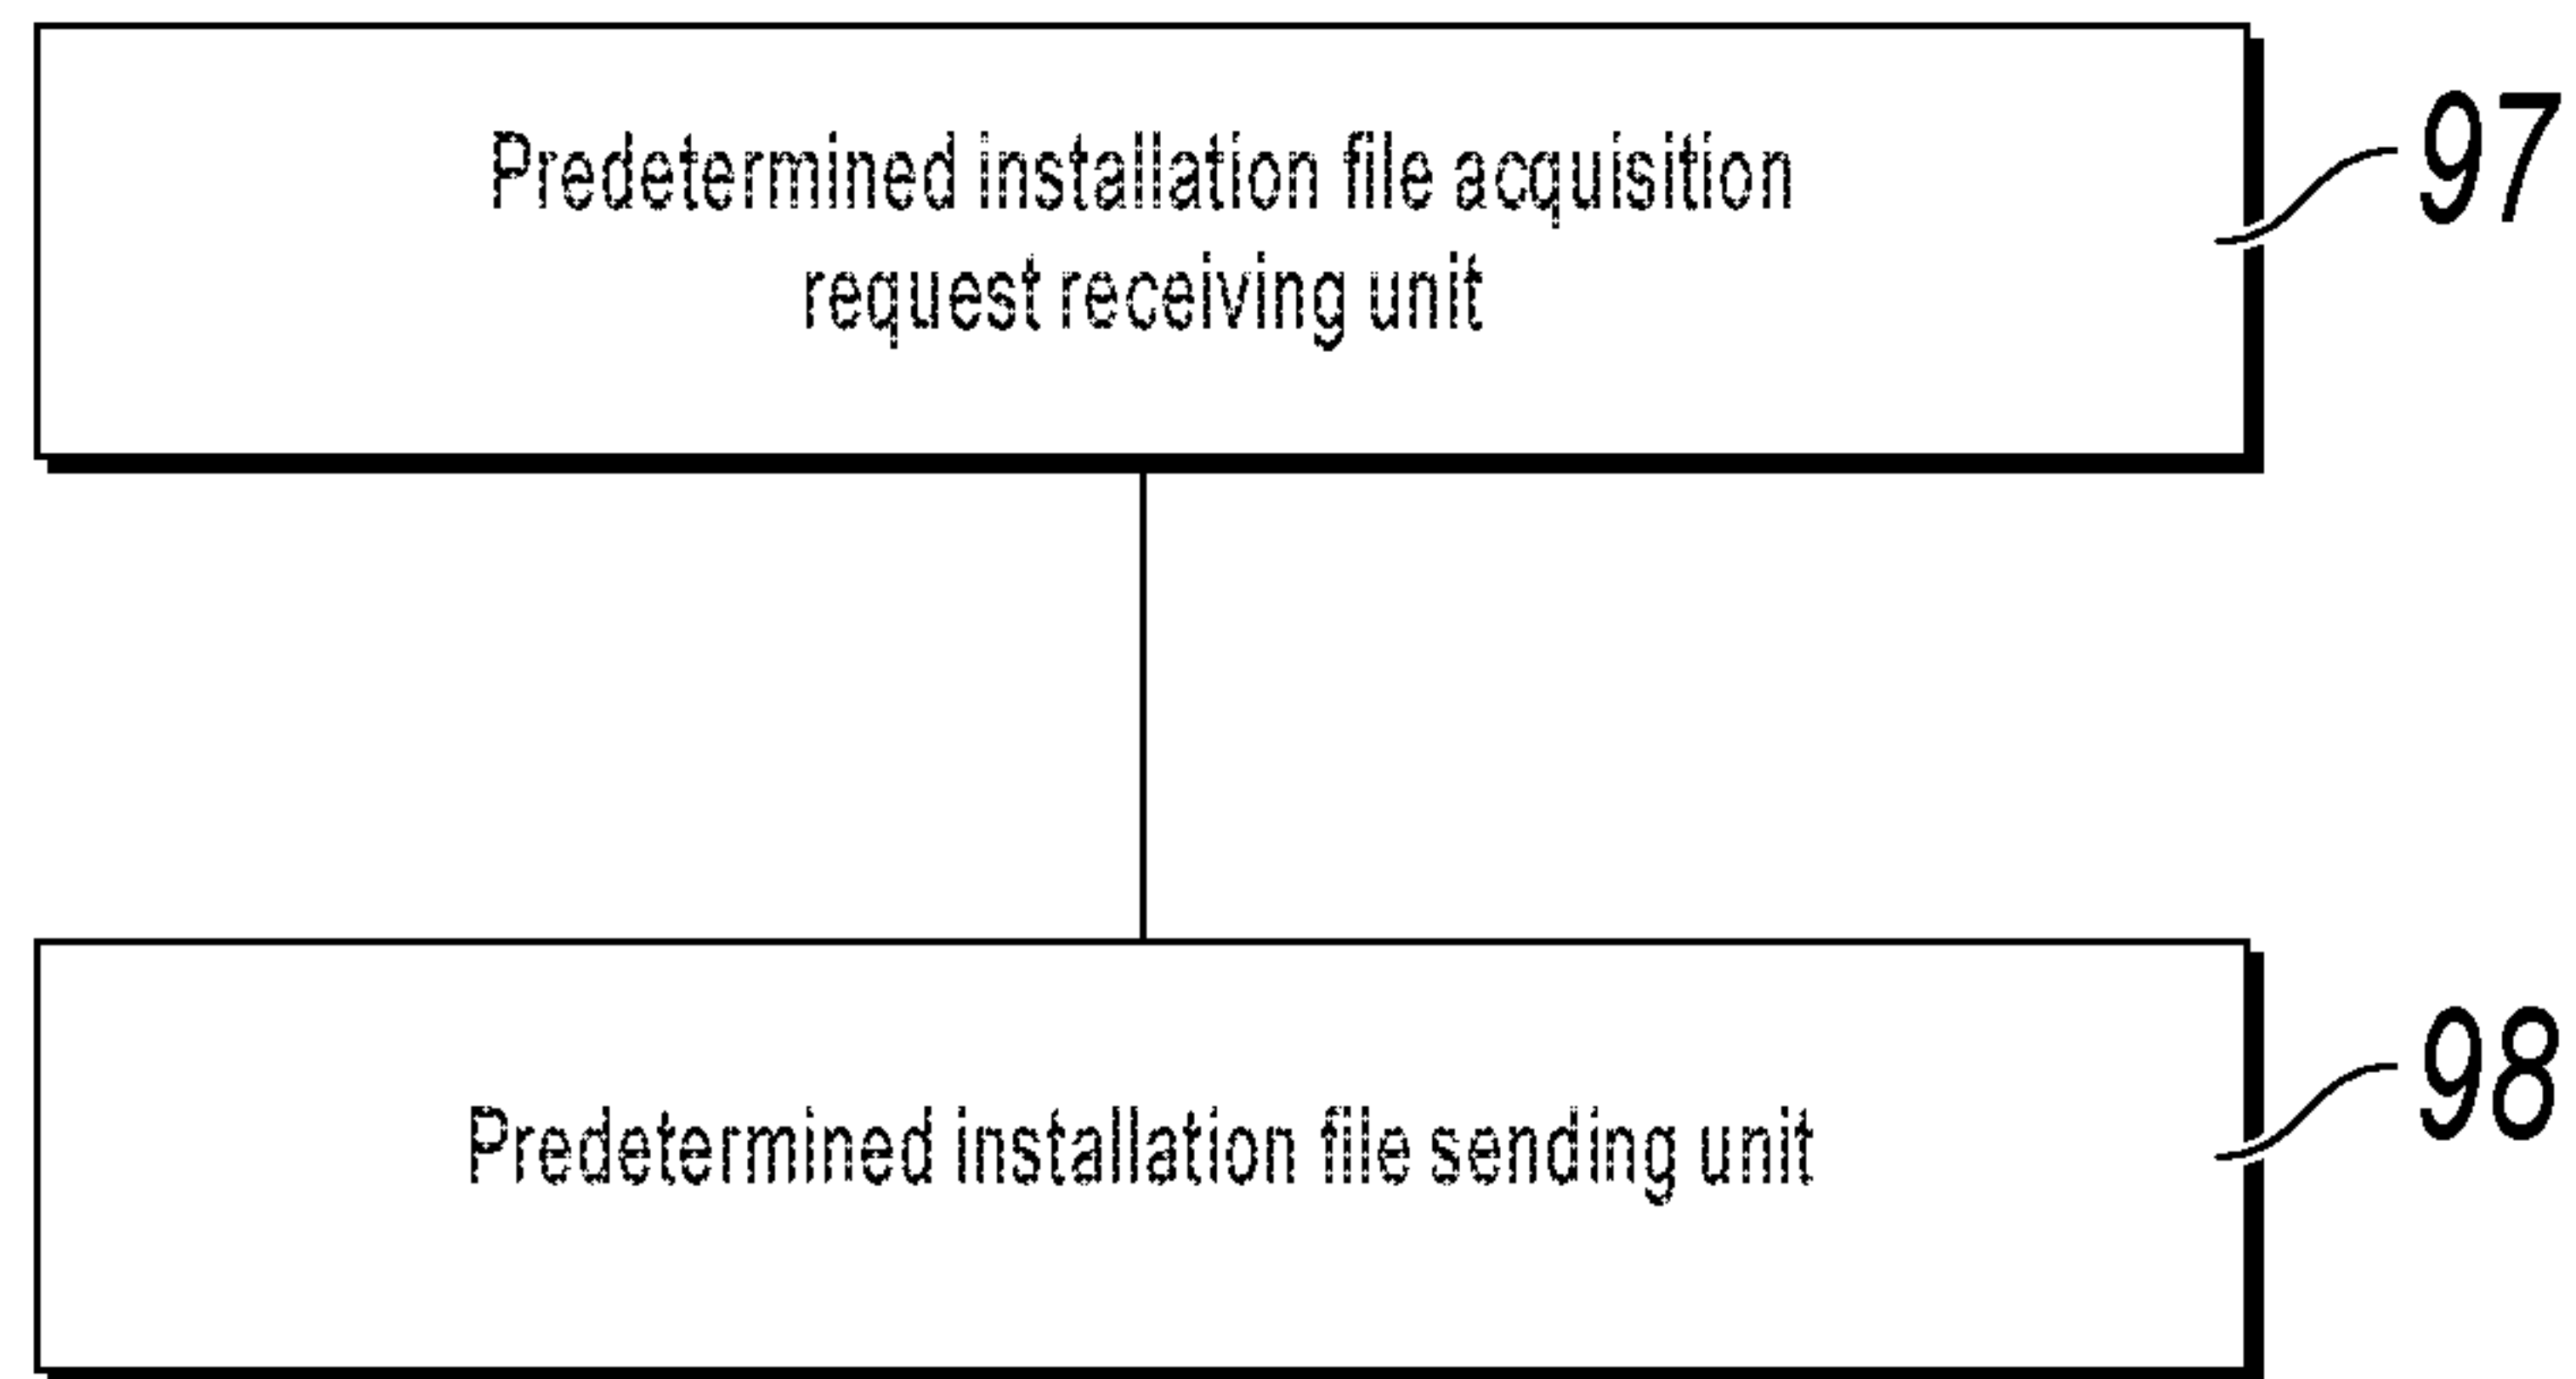 Predetermined installation file acquisition
request receiving unit
97
Predetermined installation file sending unit
98